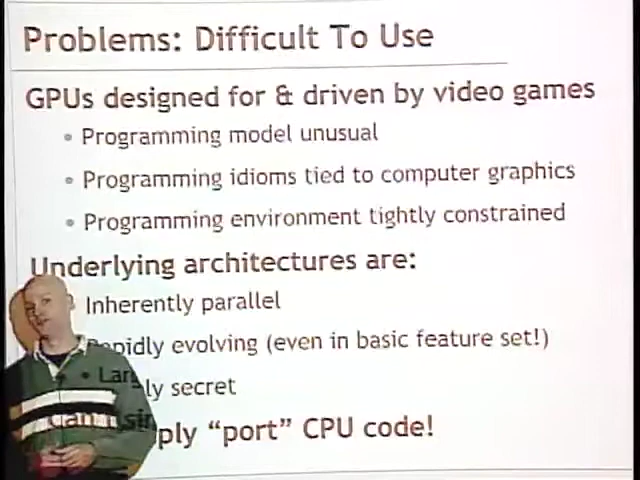 Problems: Difficult To Use
GPUs designed for & driven by video games
• Programming model unusual
• Programming idioms tied to computer graphics
• Programming environment tightly constrained
Underlying architectures are:
Inherently parallel
Rapidly evolving (even in basic feature set!)
• Largely secret
Can't simply "port" CPU code!